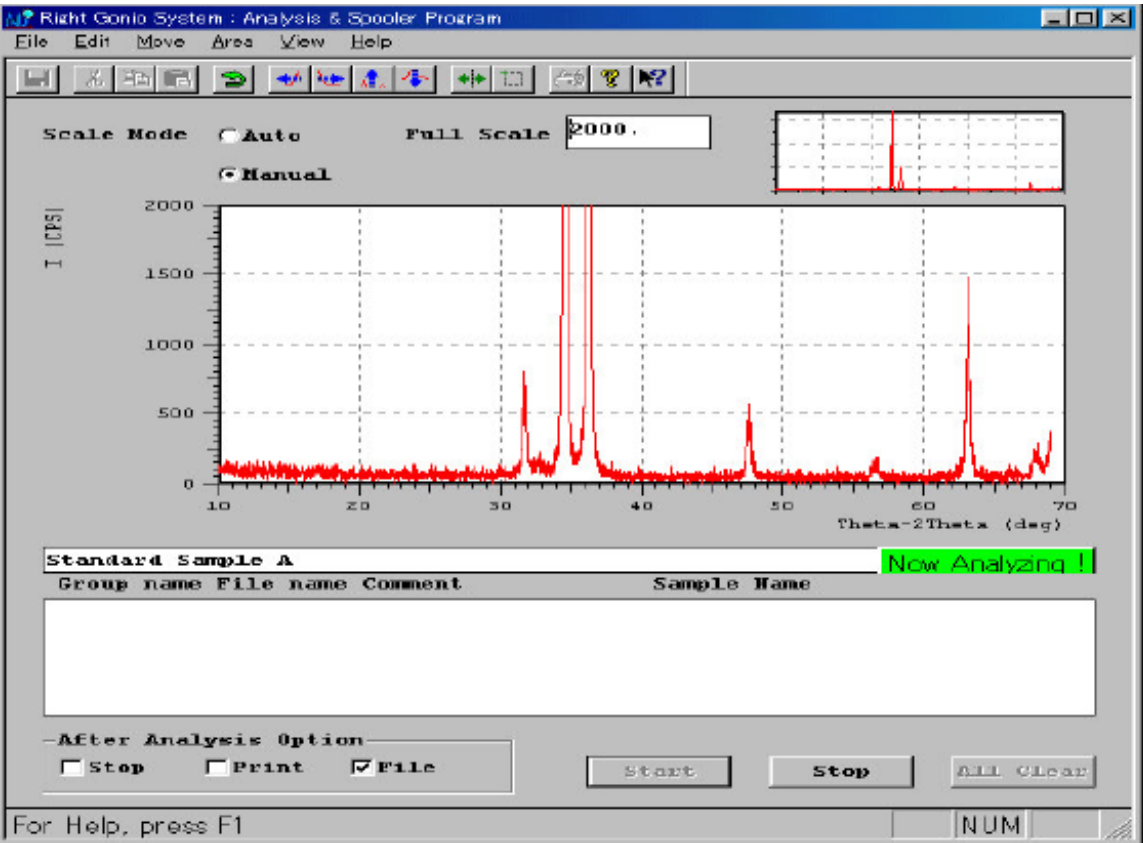 Right Gonio System : Analysis & Spooler Program
File Edit Move Area View Help
Scale Mode Auto Full Scale 2000.
Manual
I [CPS]
2000
1500
1000
500
0
10 20 30 40 50 60 70
Theta-2Theta (deg)
Standard Sample A Now Analyzing !
Group name File name Comment Sample Name
After Analysis Option
Stop Print File
Start Stop All Clear
For Help, press F1 NUM